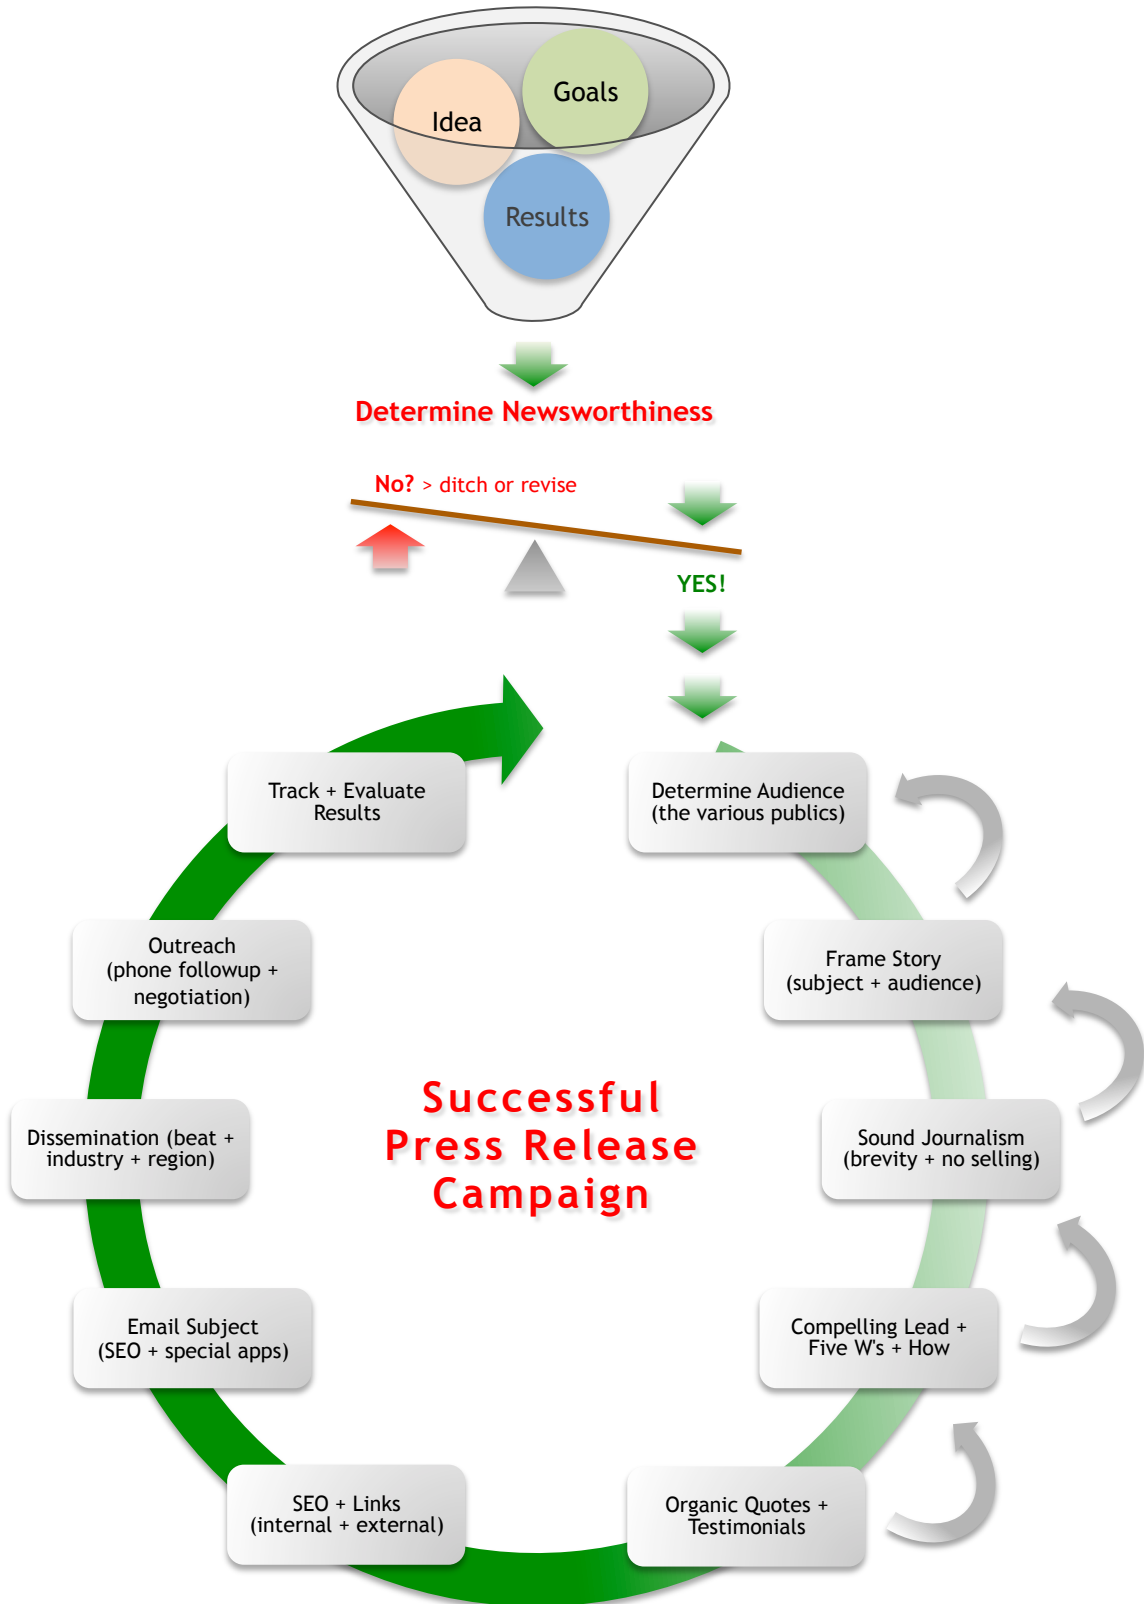 Goals
Idea
Results
Determine Newsworthiness
No? > ditch or revise
YES!
Determine Audience
(the various publics)
Frame Story
(subject + audience)
Sound Journalism
(brevity + no selling)
Compelling Lead +
Five W's + How
Organic Quotes +
Testimonials
SEO + Links
(internal + external)
Email Subject
(SEO + special apps)
Dissemination (beat +
industry + region)
Outreach
(phone followup +
negotiation)
Track + Evaluate
Results
Successful
Press Release
Campaign